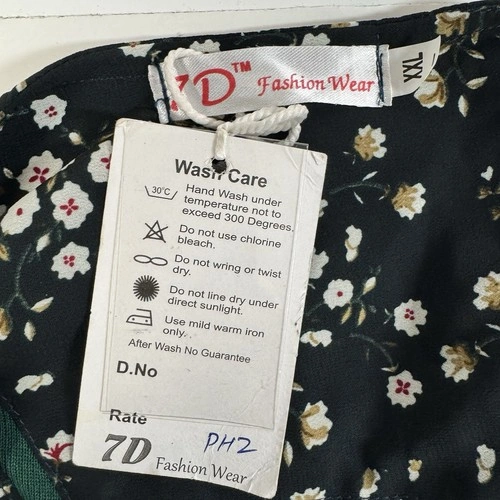 7D™ Fashion Wear
XXL
Wash Care
30°C
Hand Wash under
temperature not to
exceed 300 Degrees.
Do not use chlorine
bleach.
Do not wring or twist
dry.
Do not line dry under
direct sunlight.
Use mild warm iron
only.
After Wash No Guarantee
D.No
Rate
PH2
7D Fashion Wear